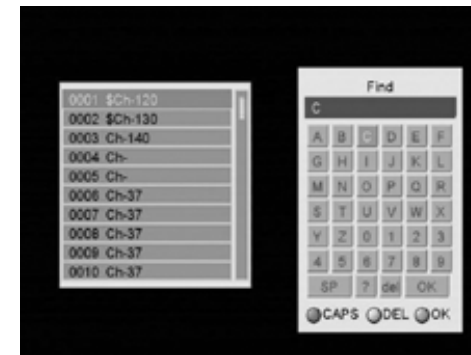 0001 $Ch-120
0002 $Ch-130
0003 Ch-140
0004 Ch-
0005 Ch-
0006 Ch-37
0007 Ch-37
0008 Ch-37
0009 Ch-37
0010 Ch-37
Find
C
A B C D E F
G H I J K L
M N O P Q R
S T U V W X
Y Z 0 1 2 3
4 5 6 7 8 9
SP ? del OK
CAPS DEL OK